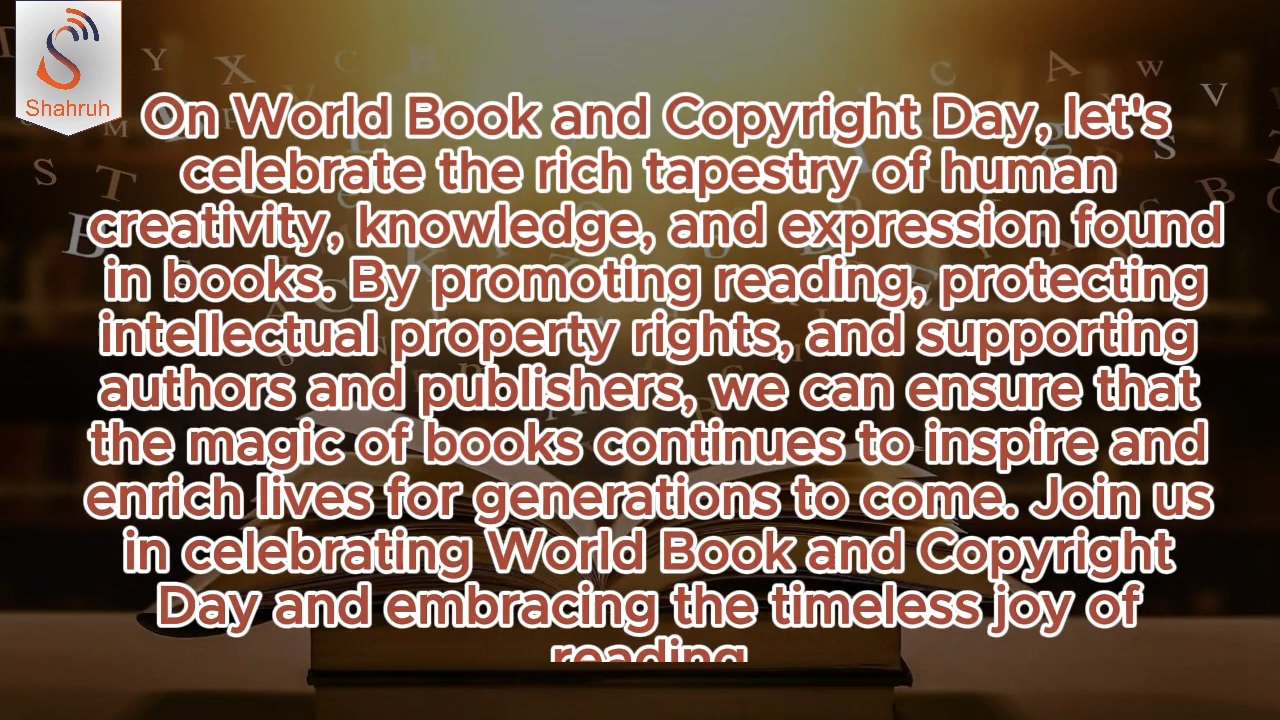 Shahruh
On World Book and Copyright Day, let's
celebrate the rich tapestry of human
creativity, knowledge, and expression found
in books. By promoting reading, protecting
intellectual property rights, and supporting
authors and publishers, we can ensure that
the magic of books continues to inspire and
enrich lives for generations to come. Join us
in celebrating World Book and Copyright
Day and embracing the timeless joy of
reading